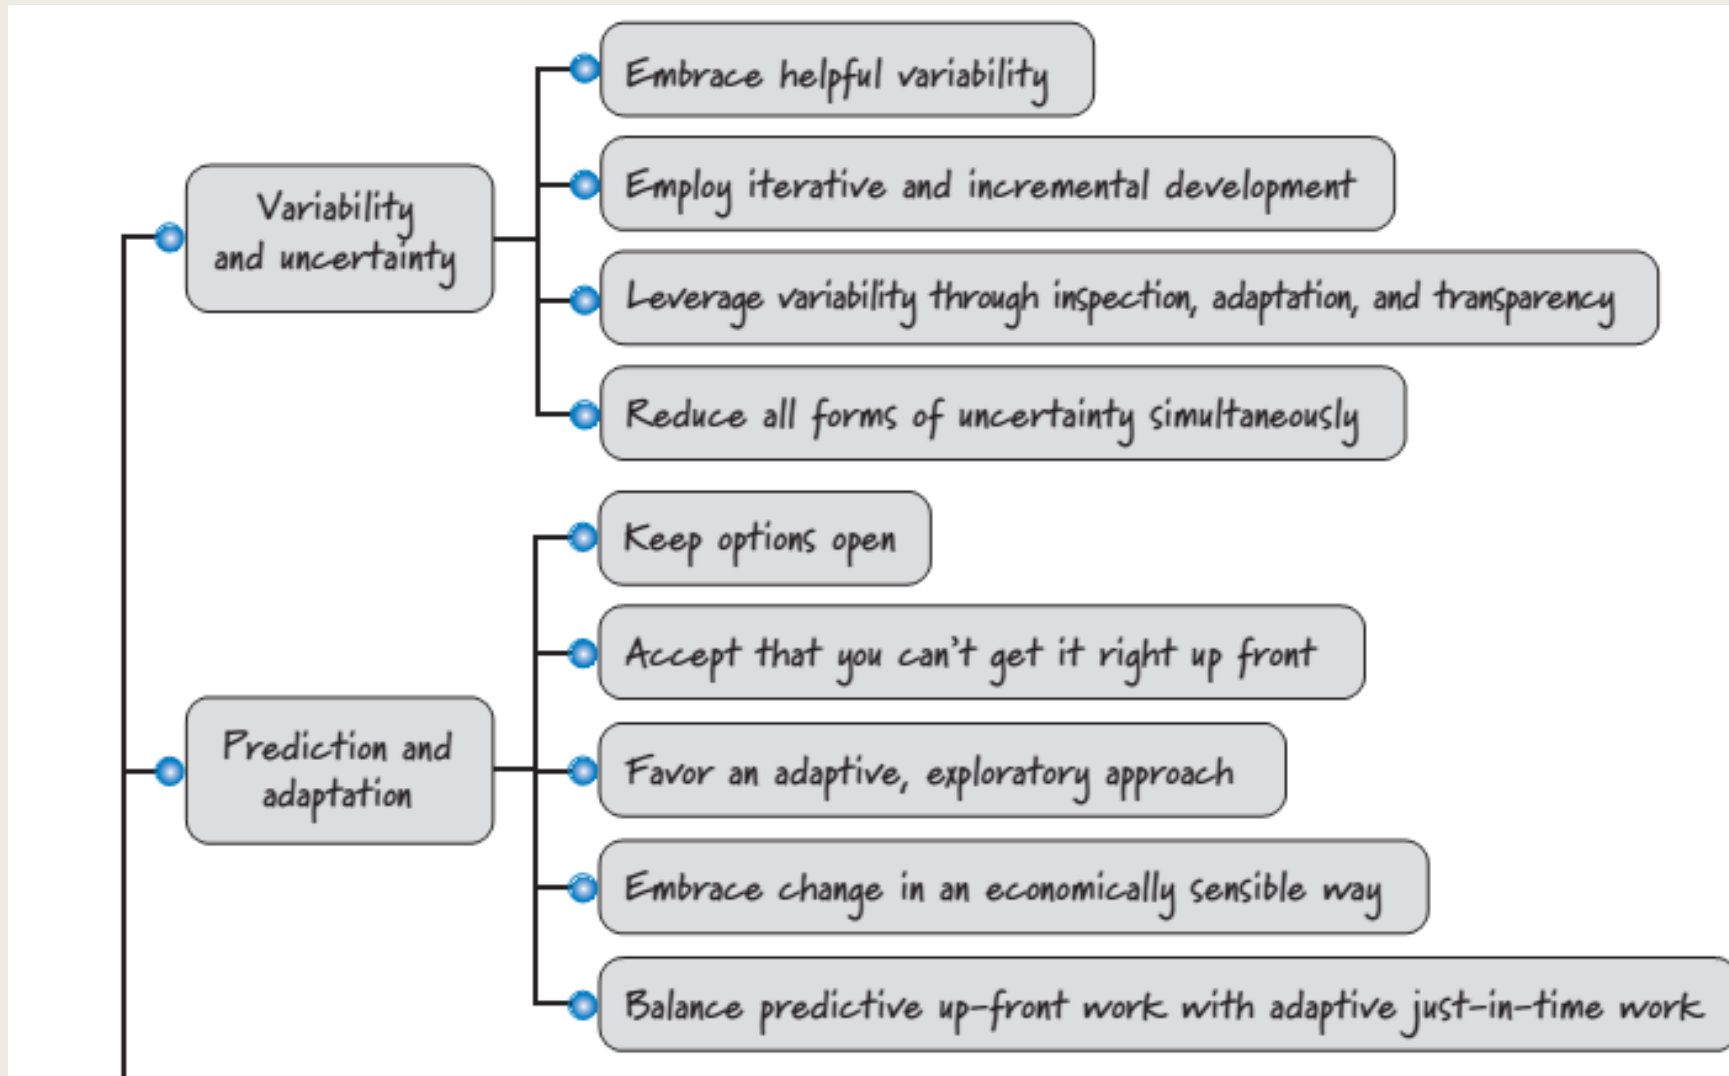 Variability
and uncertainty
Embrace helpful variability
Employ iterative and incremental development
Leverage variability through inspection, adaptation, and transparency
Reduce all forms of uncertainty simultaneously
Prediction and
adaptation
Keep options open
Accept that you can't get it right up front
Favor an adaptive, exploratory approach
Embrace change in an economically sensible way
Balance predictive up-front work with adaptive just-in-time work